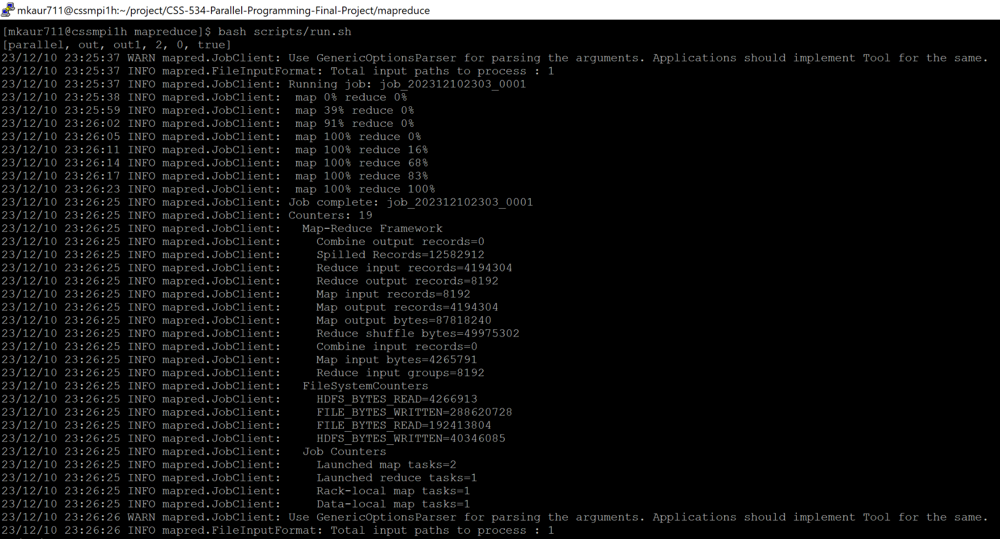 mkaur711@cssmpi1h:~/project/CSS-534-Parallel-Programming-Final-Project/mapreduce
[mkaur711@cssmpi1h mapreduce]$ bash scripts/run.sh
[parallel, out, out1, 2, 0, true]
23/12/10 23:25:37 WARN mapred.JobClient: Use GenericOptionsParser for parsing the arguments. Applications should implement Tool for the same.
23/12/10 23:25:37 INFO mapred.FileInputFormat: Total input paths to process : 1
23/12/10 23:25:37 INFO mapred.JobClient: Running job: job_202312102303_0001
23/12/10 23:25:38 INFO mapred.JobClient:  map 0% reduce 0%
23/12/10 23:25:59 INFO mapred.JobClient:  map 39% reduce 0%
23/12/10 23:26:02 INFO mapred.JobClient:  map 91% reduce 0%
23/12/10 23:26:05 INFO mapred.JobClient:  map 100% reduce 0%
23/12/10 23:26:11 INFO mapred.JobClient:  map 100% reduce 16%
23/12/10 23:26:14 INFO mapred.JobClient:  map 100% reduce 68%
23/12/10 23:26:17 INFO mapred.JobClient:  map 100% reduce 83%
23/12/10 23:26:23 INFO mapred.JobClient:  map 100% reduce 100%
23/12/10 23:26:25 INFO mapred.JobClient: Job complete: job_202312102303_0001
23/12/10 23:26:25 INFO mapred.JobClient: Counters: 19
23/12/10 23:26:25 INFO mapred.JobClient:   Map-Reduce Framework
23/12/10 23:26:25 INFO mapred.JobClient:     Combine output records=0
23/12/10 23:26:25 INFO mapred.JobClient:     Spilled Records=12582912
23/12/10 23:26:25 INFO mapred.JobClient:     Reduce input records=4194304
23/12/10 23:26:25 INFO mapred.JobClient:     Reduce output records=8192
23/12/10 23:26:25 INFO mapred.JobClient:     Map input records=8192
23/12/10 23:26:25 INFO mapred.JobClient:     Map output records=4194304
23/12/10 23:26:25 INFO mapred.JobClient:     Map output bytes=87818240
23/12/10 23:26:25 INFO mapred.JobClient:     Reduce shuffle bytes=49975302
23/12/10 23:26:25 INFO mapred.JobClient:     Combine input records=0
23/12/10 23:26:25 INFO mapred.JobClient:     Map input bytes=4265791
23/12/10 23:26:25 INFO mapred.JobClient:     Reduce input groups=8192
23/12/10 23:26:25 INFO mapred.JobClient:   FileSystemCounters
23/12/10 23:26:25 INFO mapred.JobClient:     HDFS_BYTES_READ=4266913
23/12/10 23:26:25 INFO mapred.JobClient:     FILE_BYTES_WRITTEN=288620728
23/12/10 23:26:25 INFO mapred.JobClient:     FILE_BYTES_READ=192413804
23/12/10 23:26:25 INFO mapred.JobClient:     HDFS_BYTES_WRITTEN=40346085
23/12/10 23:26:25 INFO mapred.JobClient:   Job Counters
23/12/10 23:26:25 INFO mapred.JobClient:     Launched map tasks=2
23/12/10 23:26:25 INFO mapred.JobClient:     Launched reduce tasks=1
23/12/10 23:26:25 INFO mapred.JobClient:     Rack-local map tasks=1
23/12/10 23:26:25 INFO mapred.JobClient:     Data-local map tasks=1
23/12/10 23:26:26 WARN mapred.JobClient: Use GenericOptionsParser for parsing the arguments. Applications should implement Tool for the same.
23/12/10 23:26:26 INFO mapred.FileInputFormat: Total input paths to process : 1